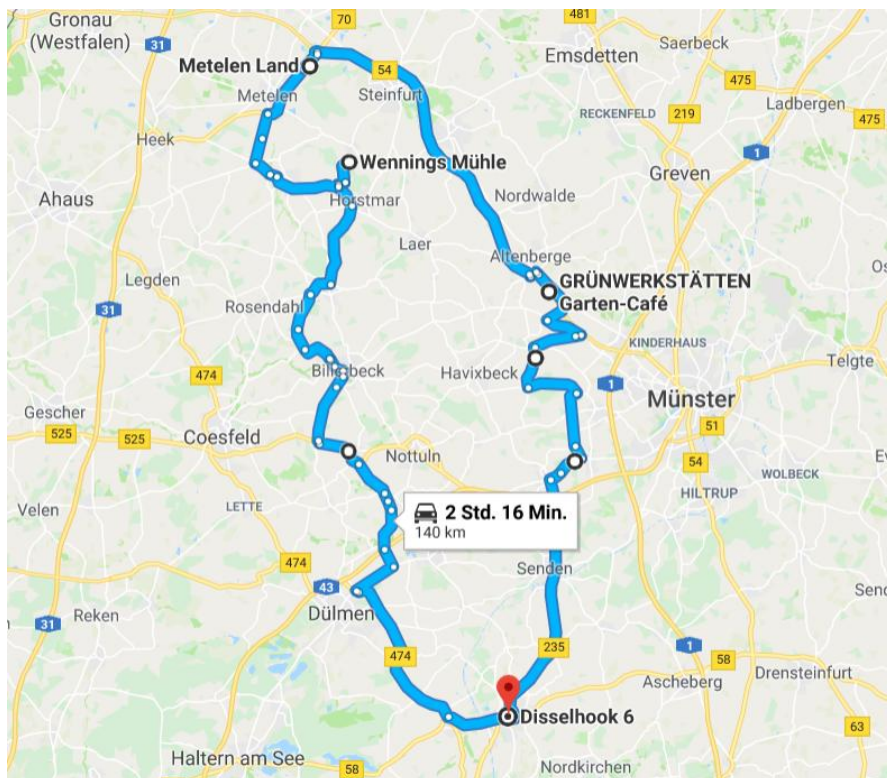 Gronau
(Westfalen)
31
70
481
Saerbeck
Emsdetten
Metelen Land
54
Steinfurt
475
Metelen
RECKENFELD
219
Ladbergen
475
Heek
1
Wennings Mühle
Greven
Ahaus
Horstmar
Nordwalde
Laer
Altenberge
Legden
GRÜNWERKSTÄTTEN
Garten-Café
Os
31
Rosendahl
KINDERHAUS
Telgte
474
Billerbeck
Havixbeck
1
Münster
Gescher
51
525
525
Coesfeld
Nottuln
54
Ev
WOLBECK
Velen
LETTE
2 Std. 16 Min.
140 km
HILTRUP
474
Senden
43
Send
Reken
31
Dülmen
235
1
58
474
Ascheberg
Drensteinfurt
Disselhook 6
63
Haltern am See
58
Nordkirchen